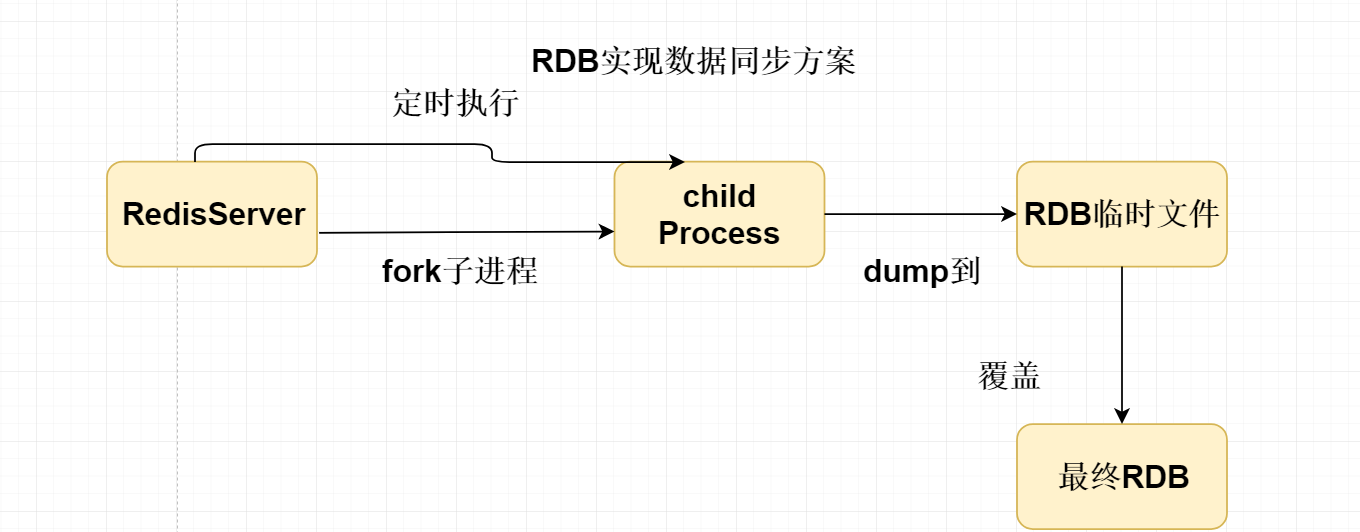 RDB实现数据同步方案
定时执行
RedisServer
child
Process
RDB临时文件
fork子进程
dump到
覆盖
最终RDB